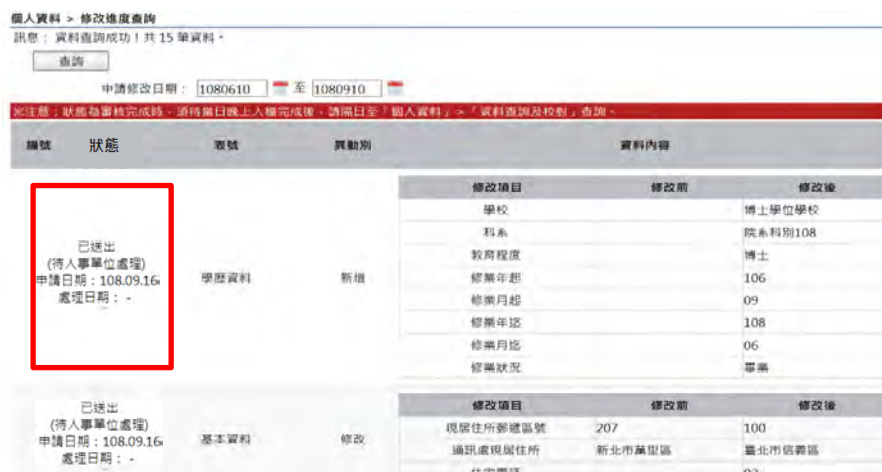 個人資料 > 修改進度查詢
訊息： 資料查詢成功！共 15 筆資料。
查詢
申請修改日期： 1080610 至 1080910
※注意：狀態為審核完成時，須待當日晚上入檔完成後，請隔日至「個人資料」>「資料查詢及校對」查詢。
編號 狀態 表號 異動別 資料內容
修改項目 修改前 修改後
學校 博士學位學校
科系 院系科別108
教育程度 博士
修業年起 106
修業月起 09
修業年迄 108
修業月迄 06
修業狀況 畢業
已送出
(待人事單位處理)
申請日期：108.09.16
處理日期： -
學歷資料 新增
修改項目 修改前 修改後
現居住所郵遞區號 207 100
通訊處現居住所 新北市萬里區 臺北市信義區
已送出
(待人事單位處理)
申請日期：108.09.16
處理日期： -
基本資料 修改